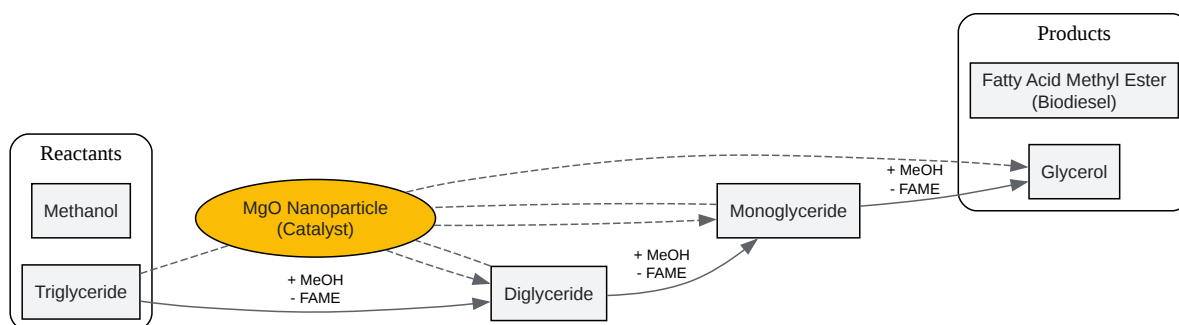 Reactants
Methanol
Triglyceride
MgO Nanoparticle
(Catalyst)
+ MeOH
- FAME
Diglyceride
+ MeOH
- FAME
Monoglyceride
+ MeOH
- FAME
Products
Fatty Acid Methyl Ester
(Biodiesel)
Glycerol